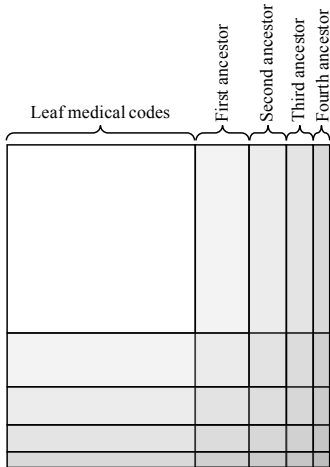 Leaf medical codes
First ancestor
Second ancestor
Third ancestor
Fourth ancestor